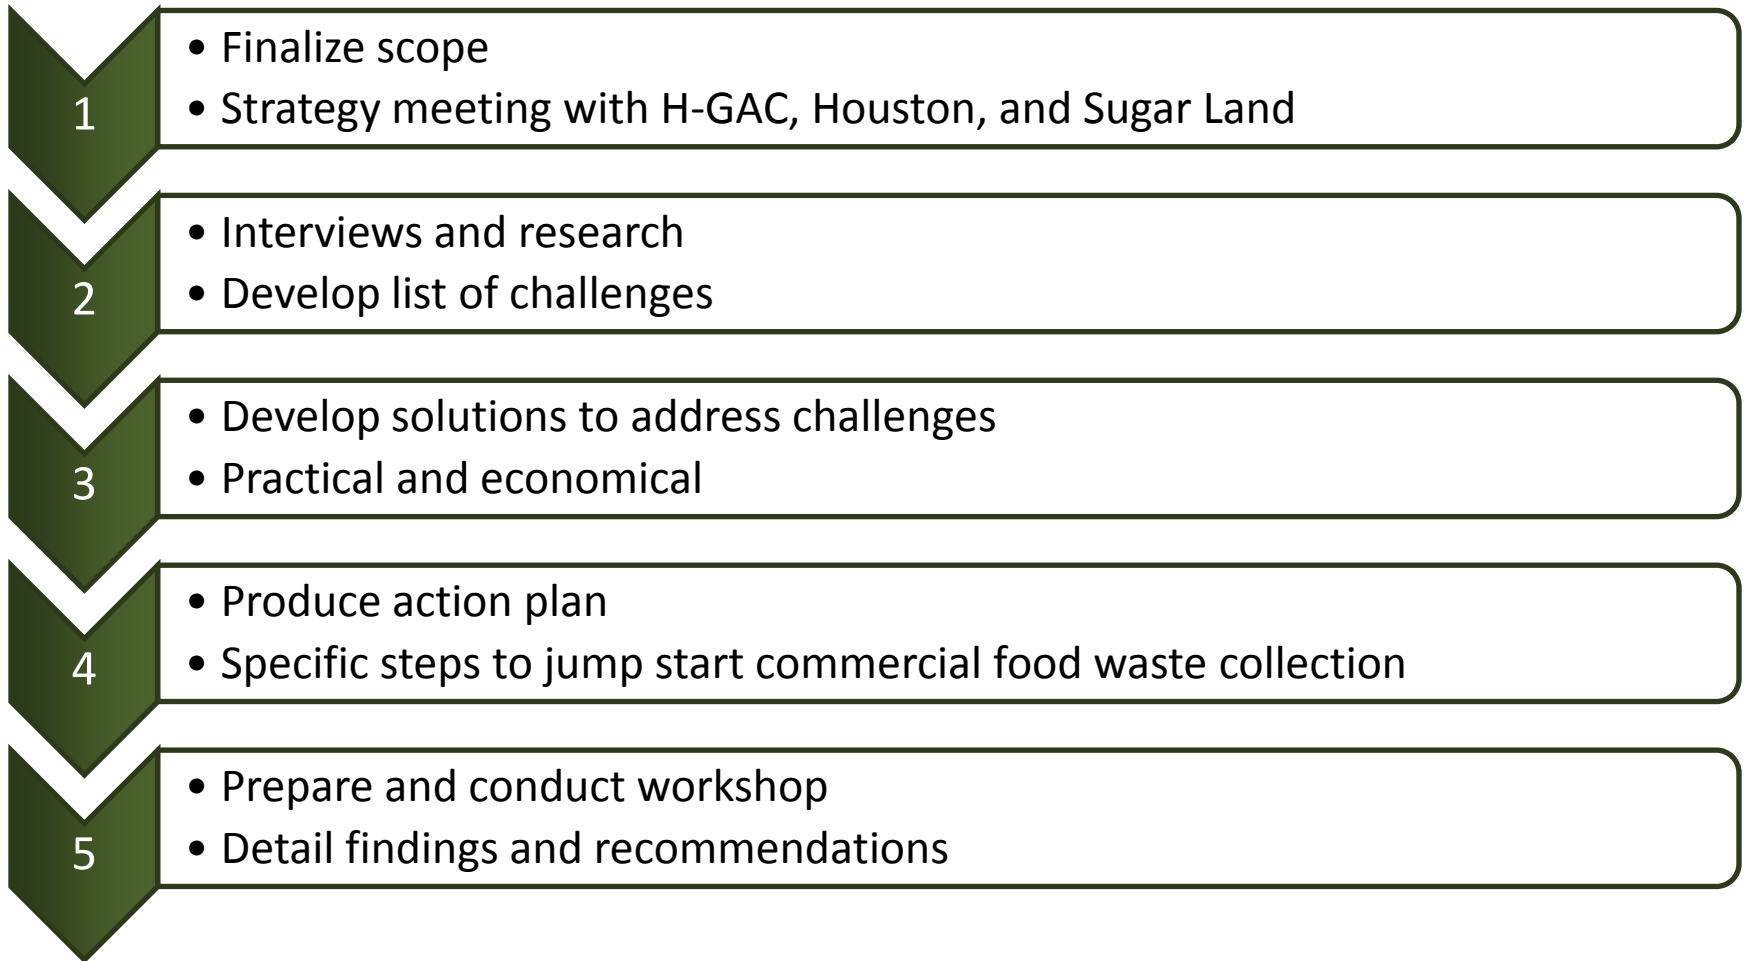 1
• Finalize scope
• Strategy meeting with H-GAC, Houston, and Sugar Land
2
• Interviews and research
• Develop list of challenges
3
• Develop solutions to address challenges
• Practical and economical
4
• Produce action plan
• Specific steps to jump start commercial food waste collection
5
• Prepare and conduct workshop
• Detail findings and recommendations